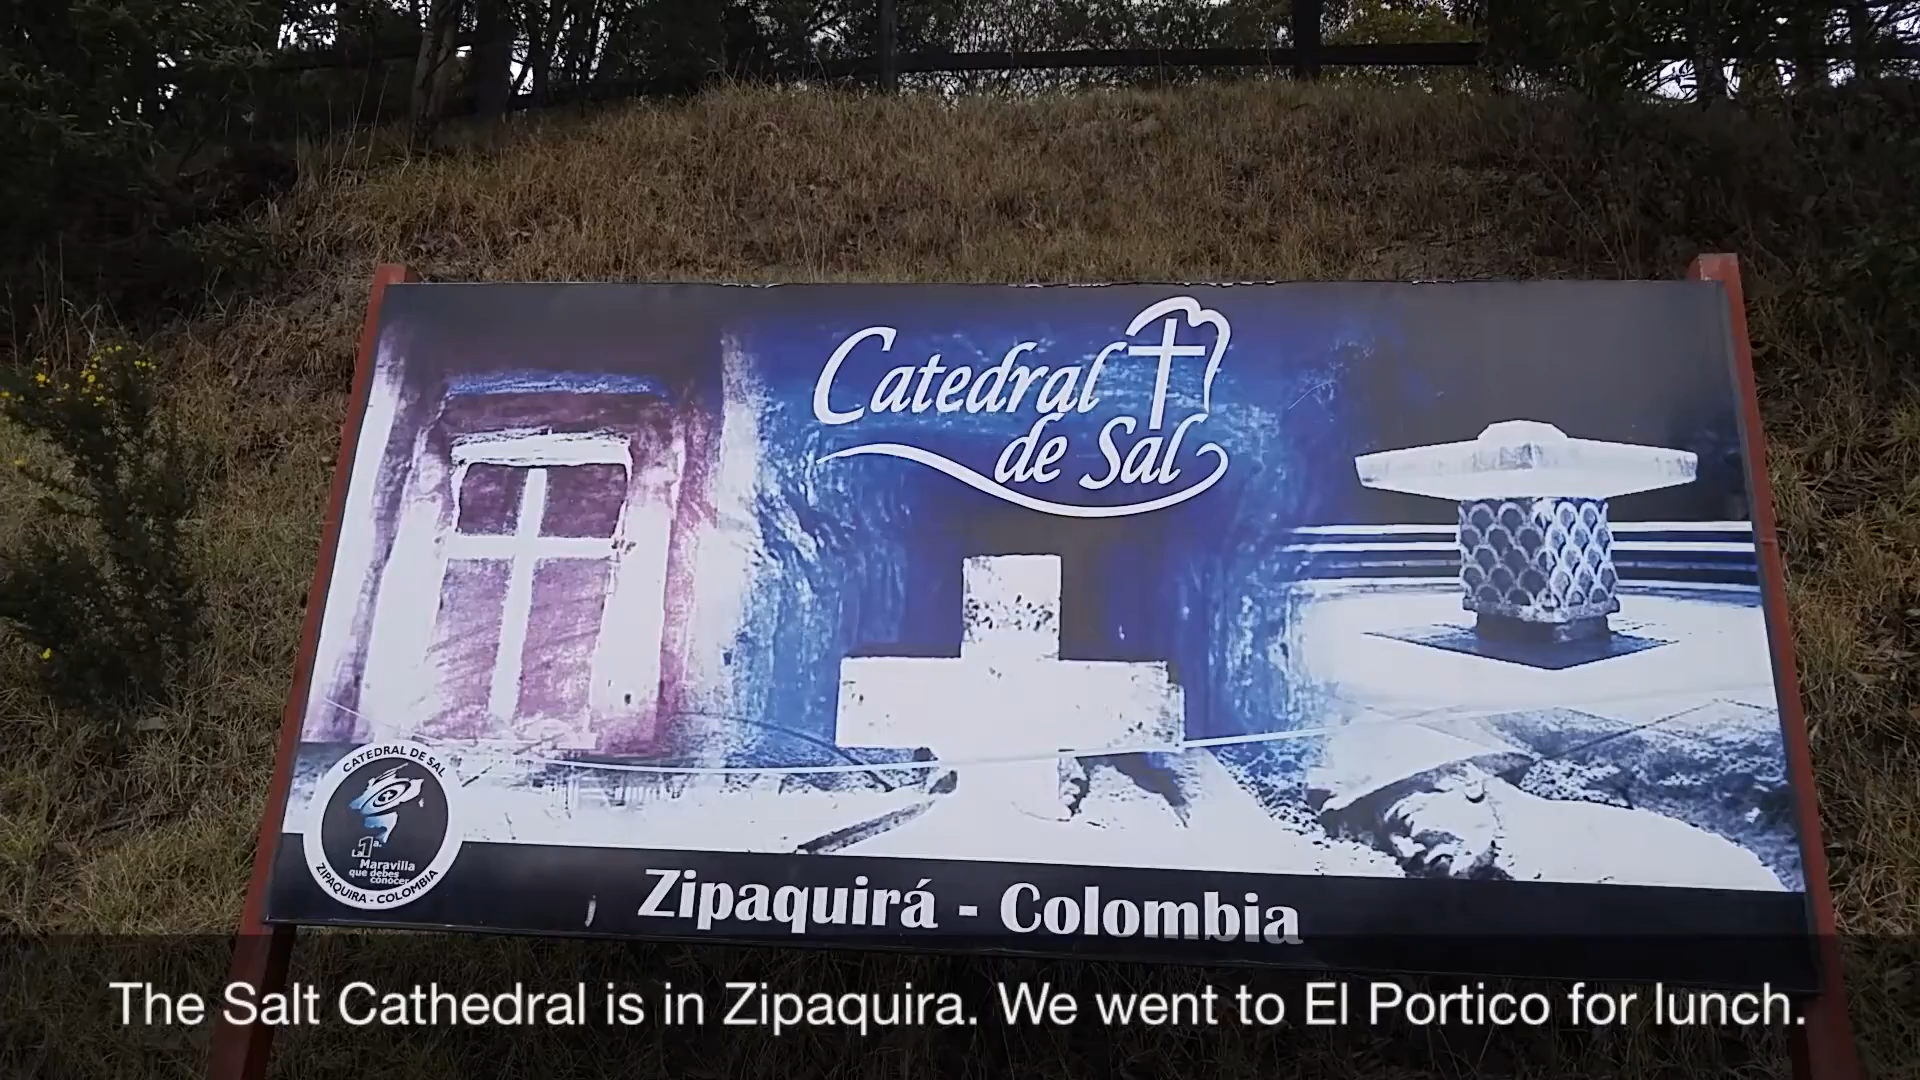 Catedral
de Sal
CATEDRAL DE SAL
1a.
Maravilla
que debes
conocer
ZIPAQUIRA - COLOMBIA
Zipaquirá - Colombia
The Salt Cathedral is in Zipaquira. We went to El Portico for lunch.